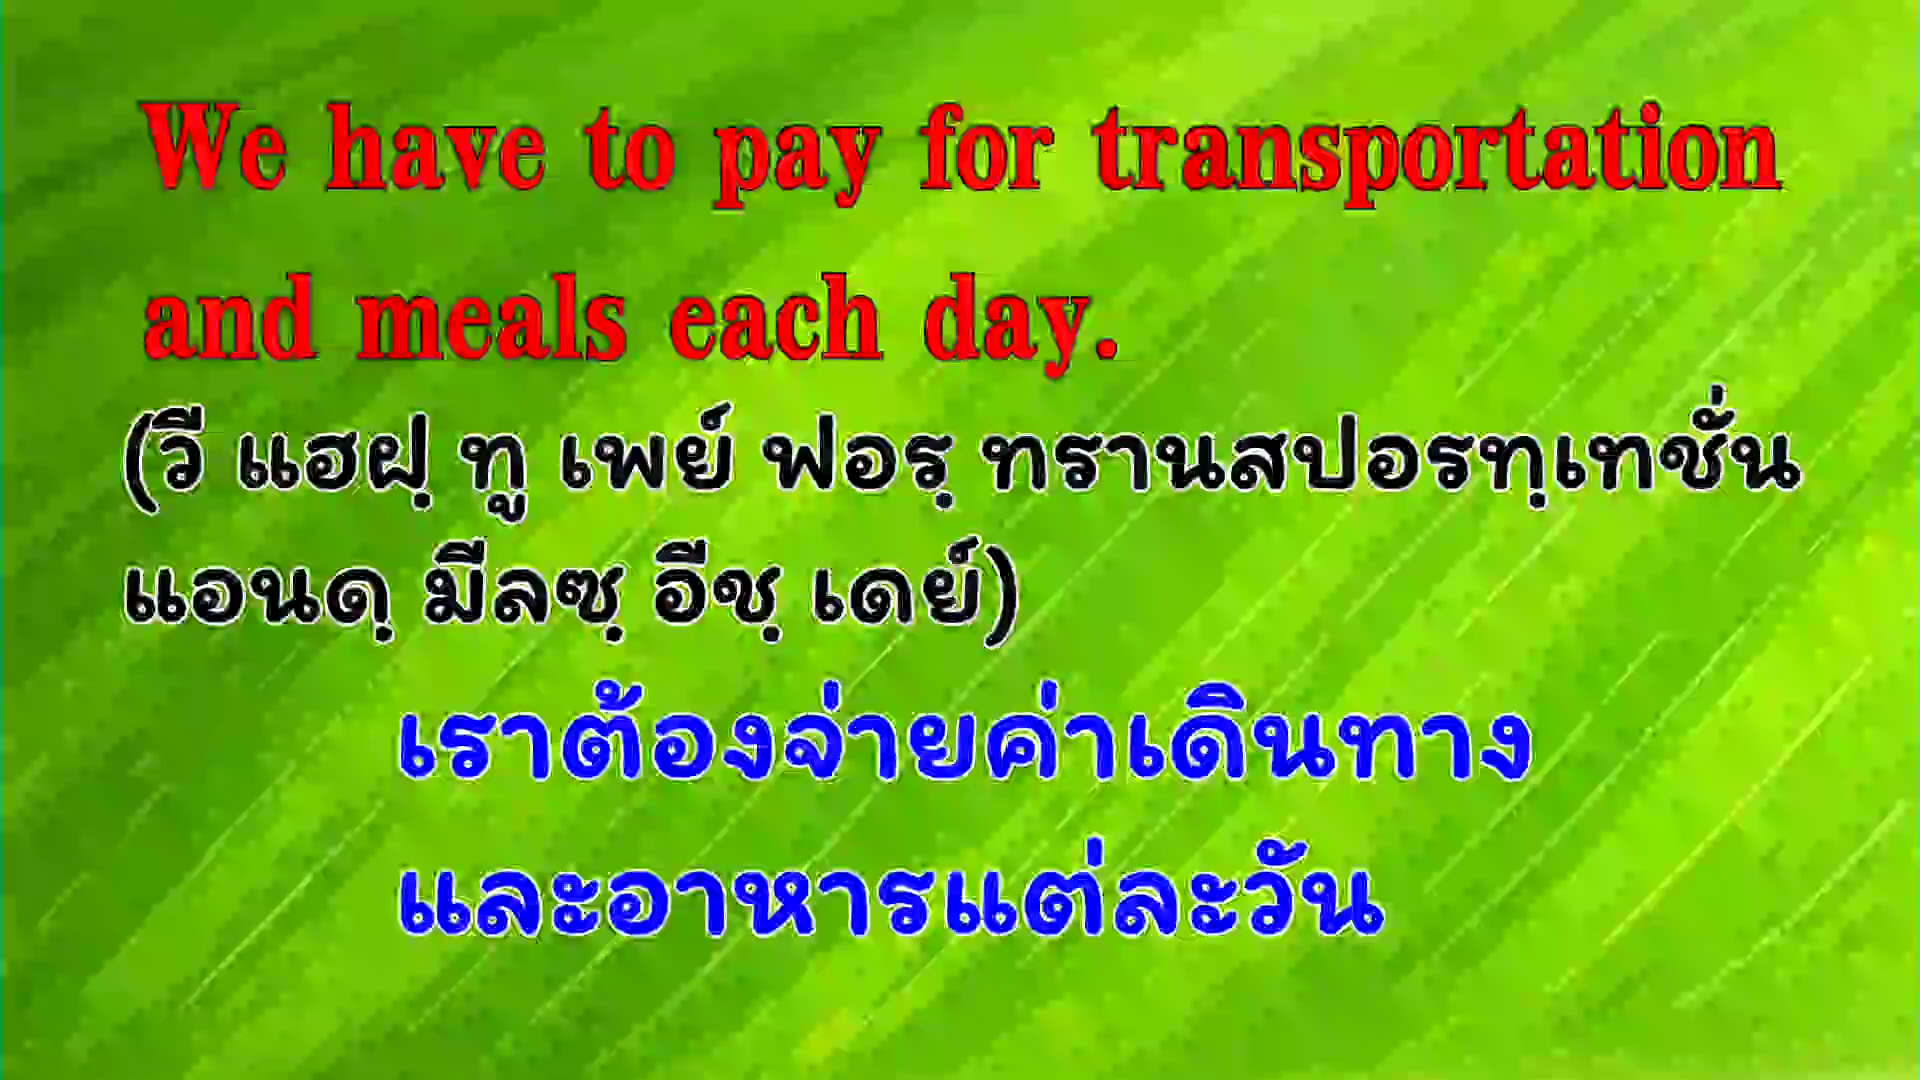 We have to pay for transportation
and meals each day.
(วี แฮฝฺ ทู เพย์ ฟอรฺ ทรานสปอรทฺเทชั่น
แอนดฺ มีลซฺ อีชฺ เดย์)
เราต้องจ่ายค่าเดินทาง
และอาหารแต่ละวัน